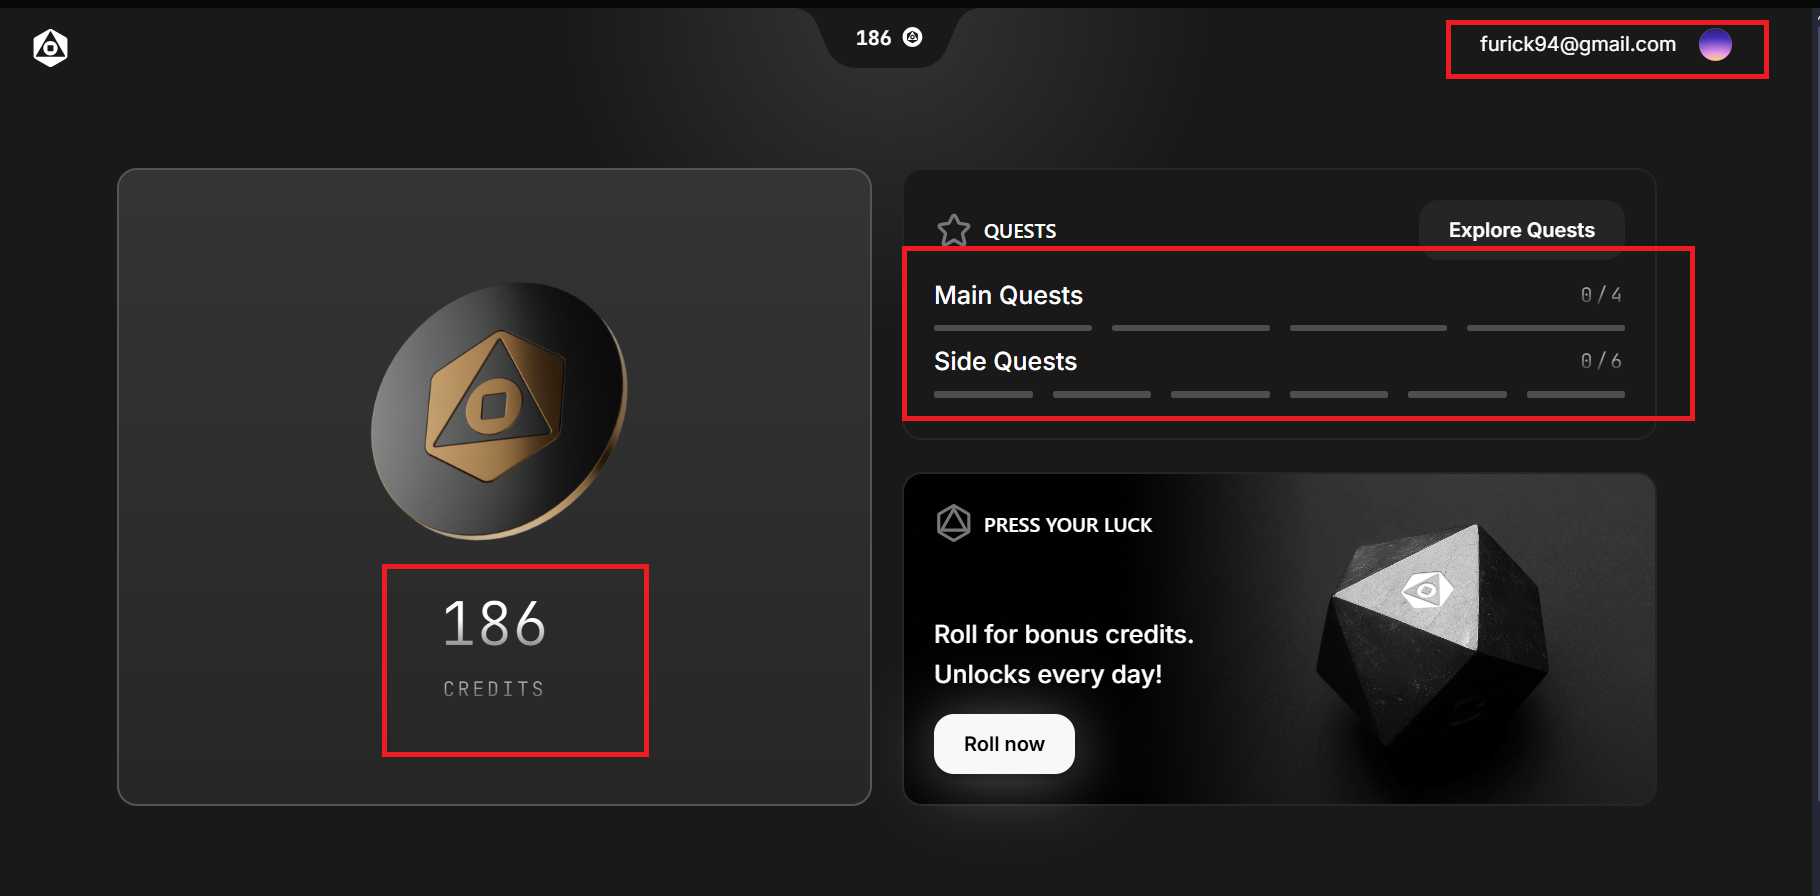 186
furick94@gmail.com
QUESTS
Explore Quests
Main Quests
0/4
Side Quests
0/6
186
CREDITS
PRESS YOUR LUCK
Roll for bonus credits.
Unlocks every day!
Roll now